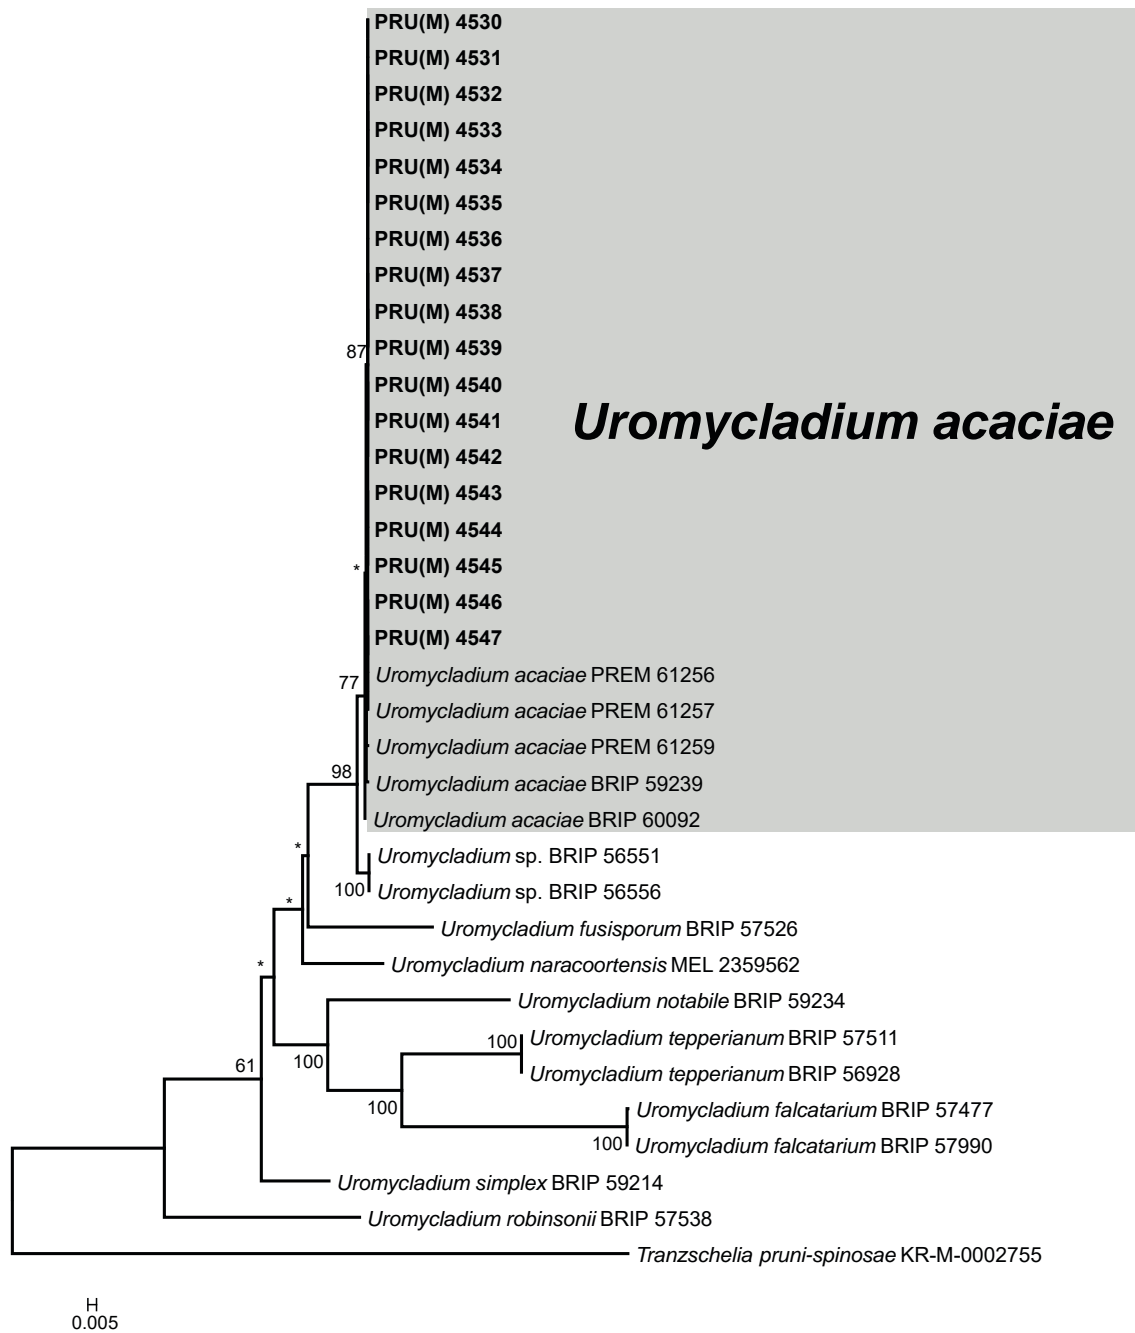 PRU(M) 4530
PRU(M) 4531
PRU(M) 4532
PRU(M) 4533
PRU(M) 4534
PRU(M) 4535
PRU(M) 4536
PRU(M) 4537
PRU(M) 4538
87
PRU(M) 4539
PRU(M) 4540
PRU(M) 4541
Uromycladium acaciae
PRU(M) 4542
PRU(M) 4543
PRU(M) 4544
*
PRU(M) 4545
PRU(M) 4546
PRU(M) 4547
77
Uromycladium acaciae PREM 61256
Uromycladium acaciae PREM 61257
Uromycladium acaciae PREM 61259
98
Uromycladium acaciae BRIP 59239
Uromycladium acaciae BRIP 60092
*
Uromycladium sp. BRIP 56551
100
Uromycladium sp. BRIP 56556
*
Uromycladium fusisporum BRIP 57526
*
Uromycladium naracoortensis MEL 2359562
Uromycladium notabile BRIP 59234
100
Uromycladium tepperianum BRIP 57511
100
61
Uromycladium tepperianum BRIP 56928
100
Uromycladium falcatarium BRIP 57477
100
Uromycladium falcatarium BRIP 57990
Uromycladium simplex BRIP 59214
Uromycladium robinsonii BRIP 57538
Tranzschelia pruni-spinosae KR-M-0002755
0.005